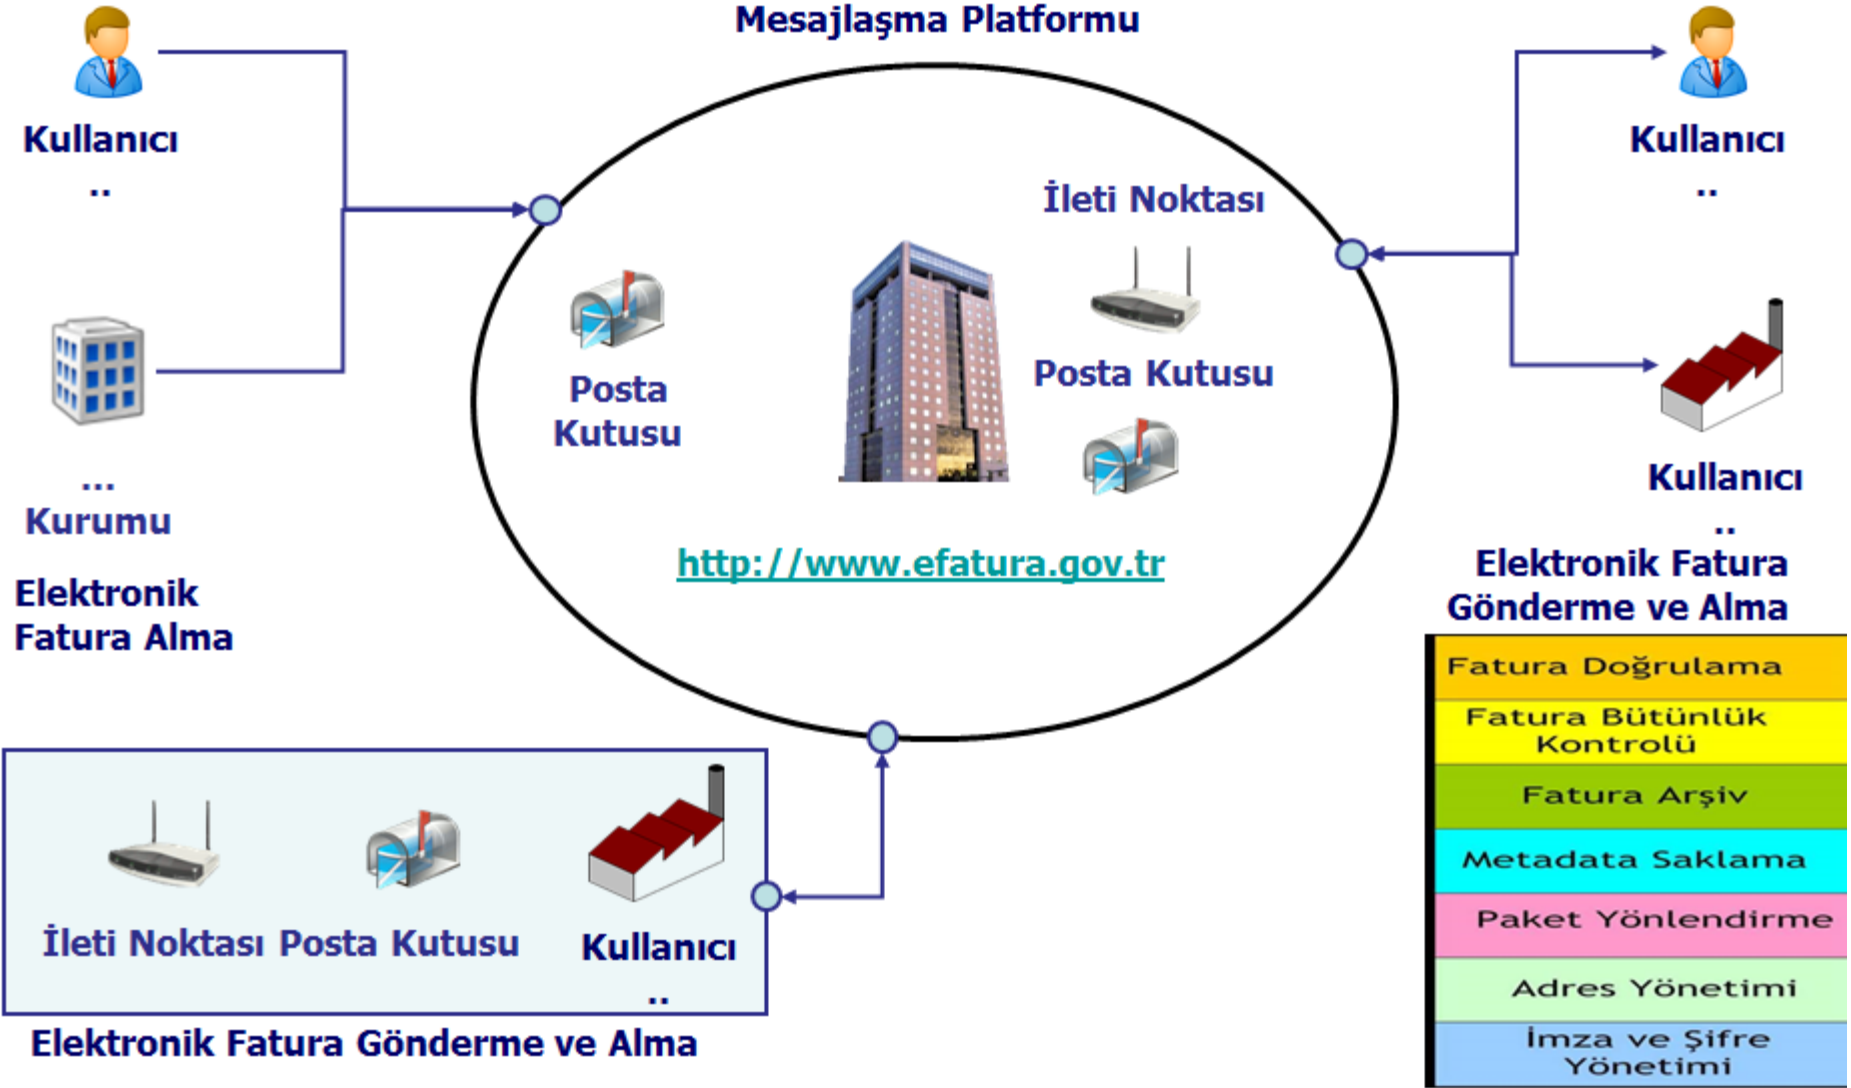 Mesajlaşma Platformu
Kullanıcı
..
Kullanıcı
..
İleti Noktası
Posta
Kutusu
Posta Kutusu
...
Kurumu
Kullanıcı
..
http://www.efatura.gov.tr
Elektronik
Fatura Alma
Elektronik Fatura
Gönderme ve Alma
Fatura Doğrulama
Fatura Bütünlük
Kontrolü
Fatura Arşiv
Metadata Saklama
Paket Yönlendirme
Adres Yönetimi
İmza ve Şifre
Yönetimi
İleti Noktası
Posta Kutusu
Kullanıcı
..
Elektronik Fatura Gönderme ve Alma